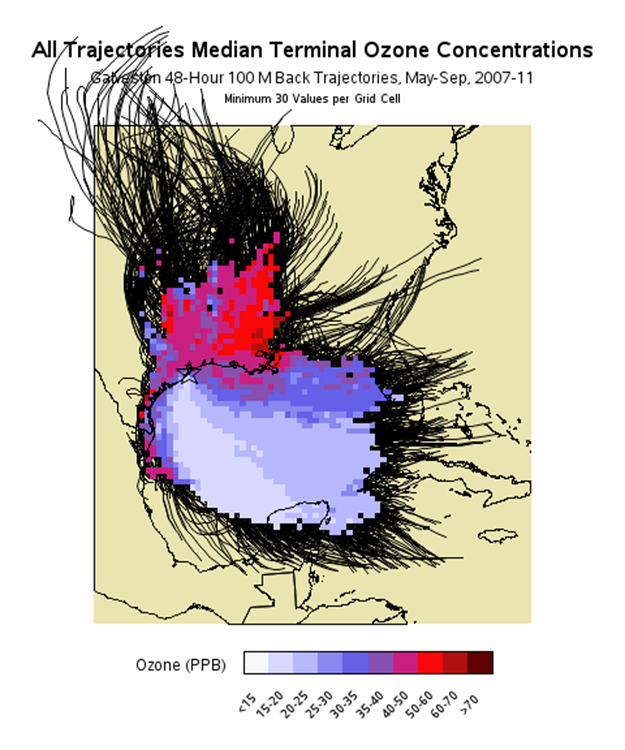 All Trajectories Median Terminal Ozone Concentrations
Galveston 48-Hour 100 M Back Trajectories, May-Sep, 2007-11
Minimum 30 Values per Grid Cell
Ozone (PPB)
<15 15-20 20-25 25-30 30-35 35-40 40-50 50-60 60-70 >70